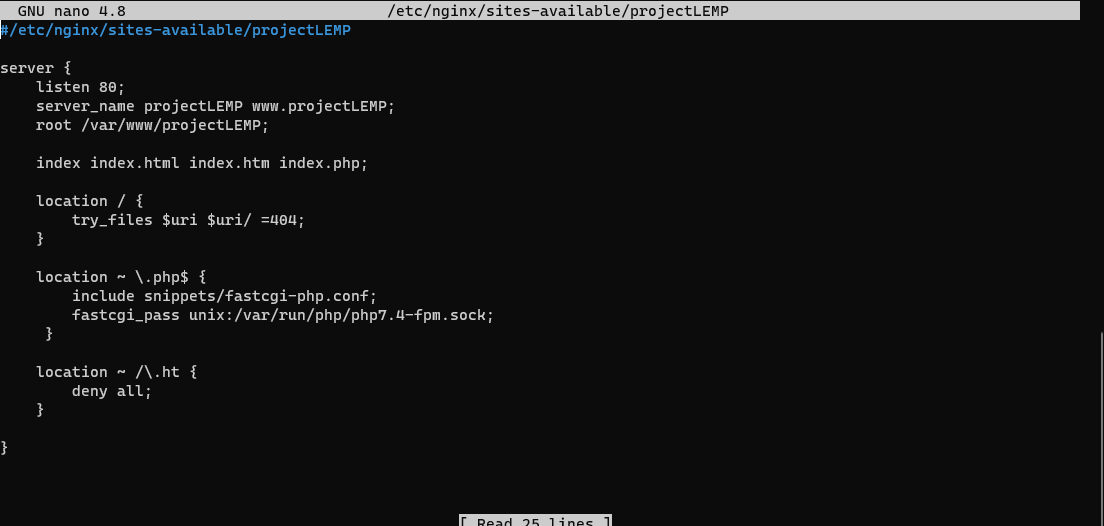 GNU nano 4.8 /etc/nginx/sites-available/projectLEMP
#/etc/nginx/sites-available/projectLEMP
server {
    listen 80;
    server_name projectLEMP www.projectLEMP;
    root /var/www/projectLEMP;
    index index.html index.htm index.php;
    location / {
        try_files $uri $uri/ =404;
    }
    location ~ \.php$ {
        include snippets/fastcgi-php.conf;
        fastcgi_pass unix:/var/run/php/php7.4-fpm.sock;
     }
    location ~ /\.ht {
        deny all;
    }
}
[ Read 25 lines ]